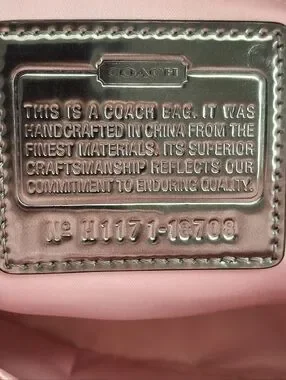 COACH
THIS IS A COACH BAG. IT WAS
HANDCRAFTED IN CHINA FROM THE
FINEST MATERIALS. ITS SUPERIOR
CRAFTSMANSHIP REFLECTS OUR
COMMITMENT TO ENDURING QUALITY.
Nº H1171-18708